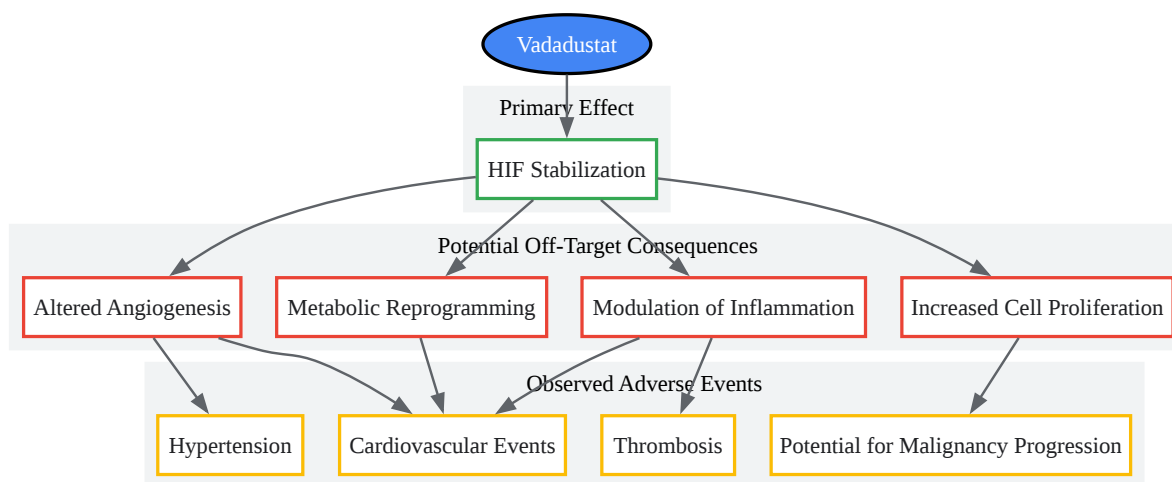 Vadadustat
Primary Effect
HIF Stabilization
Potential Off-Target Consequences
Altered Angiogenesis
Metabolic Reprogramming
Modulation of Inflammation
Increased Cell Proliferation
Observed Adverse Events
Hypertension
Cardiovascular Events
Thrombosis
Potential for Malignancy Progression